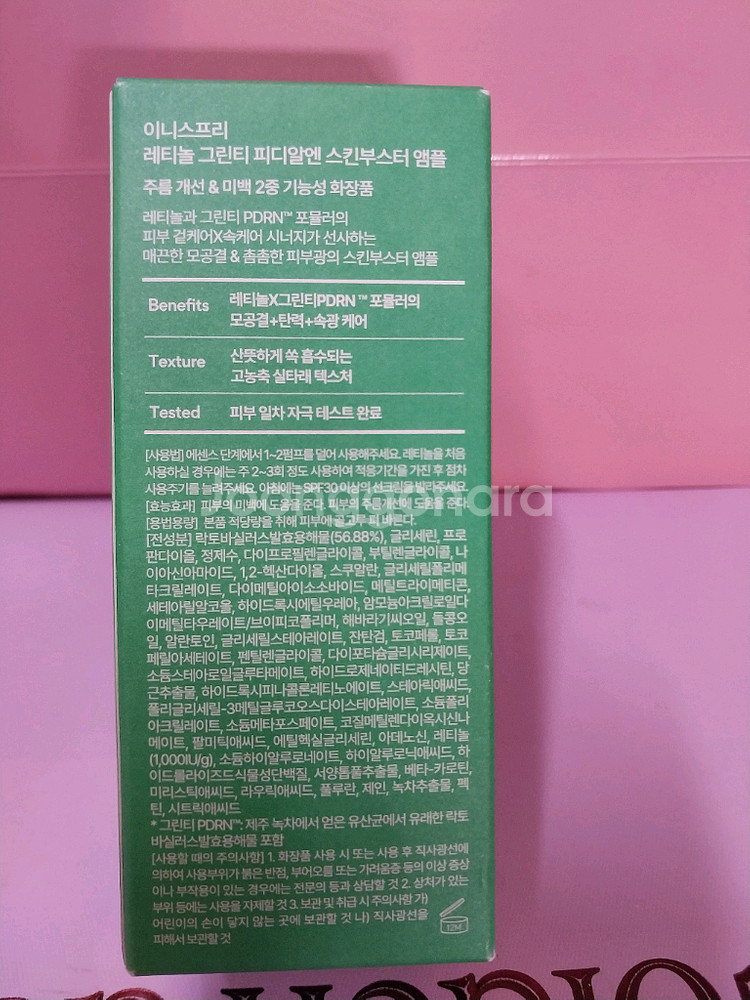 이니스프리
레티놀 그린티 피디알엔 스킨부스터 앰플
주름 개선 & 미백 2중 기능성 화장품
레티놀과 그린티 PDRN™ 포뮬러의
피부 겉케어X속케어 시너지가 선사하는
매끈한 모공결 & 촘촘한 피부광의 스킨부스터 앰플
Benefits 레티놀X그린티PDRN™ 포뮬러의
모공결+탄력+속광 케어
Texture 산뜻하게 쏙 흡수되는
고농축 실타래 텍스처
Tested 피부 일차 자극 테스트 완료
[사용법] 에센스 단계에서 1~2펌프를 덜어 사용해주세요. 레티놀을 처음
사용하실 경우에는 주 2~3회 정도 사용하여 적응기간을 가진 후 점차
사용주기를 늘려주세요. 아침에는 SPF30 이상의 선크림을 발라주세요.
[효능효과] 피부의 미백에 도움을 준다. 피부의 주름개선에 도움을 준다.
[용법용량] 본품 적당량을 취해 피부에 골고루 펴 바른다.
[전성분] 락토바실러스발효용해물(56.88%), 글리세린, 프로
판다이올, 정제수, 다이프로필렌글라이콜, 부틸렌글라이콜, 나
이아신아마이드, 1,2-헥산다이올, 스쿠알란, 글리세릴폴리메
타크릴레이트, 다이메틸아이소소바이드, 메틸트라이메티콘,
세테아릴알코올, 하이드록시에틸우레아, 암모늄아크릴로일다
이메틸타우레이트/브이피코폴리머, 해바라기씨오일, 돌콩오
일, 알란토인, 글리세릴스테아레이트, 잔탄검, 토코페롤, 토코
페릴아세테이트, 펜틸렌글라이콜, 다이포타슘글리시리제이트,
소듐스테아로일글루타메이트, 하이드로제네이티드레시틴, 당
근추출물, 하이드록시피나콜론레티노에이트, 스테아릭애씨드,
폴리글리세릴-3메틸글루코오스다이스테아레이트, 소듐폴리
아크릴레이트, 소듐메타포스페이트, 코질메틸렌다이옥시신나
메이트, 팔미틱애씨드, 에틸헥실글리세린, 아데노신, 레티놀
(1,000IU/g), 소듐하이알루로네이트, 하이알루로닉애씨드, 하
이드롤라이즈드식물성단백질, 서양톱풀추출물, 베타-카로틴,
미리스틱애씨드, 라우릭애씨드, 풀루란, 제인, 녹차추출물, 펙
틴, 시트릭애씨드
* 그린티 PDRN™: 제주 녹차에서 얻은 유산균에서 유래한 락토
바실러스발효용해물 포함
[사용할 때의 주의사항] 1. 화장품 사용 시 또는 사용 후 직사광선에
의하여 사용부위가 붉은 반점, 부어오름 또는 가려움증 등의 이상 증상
이나 부작용이 있는 경우에는 전문의 등과 상담할 것 2. 상처가 있는
부위 등에는 사용을 자제할 것 3. 보관 및 취급 시 주의사항 가)
어린이의 손이 닿지 않는 곳에 보관할 것 나) 직사광선을
피해서 보관할 것
12M
Joonggonara